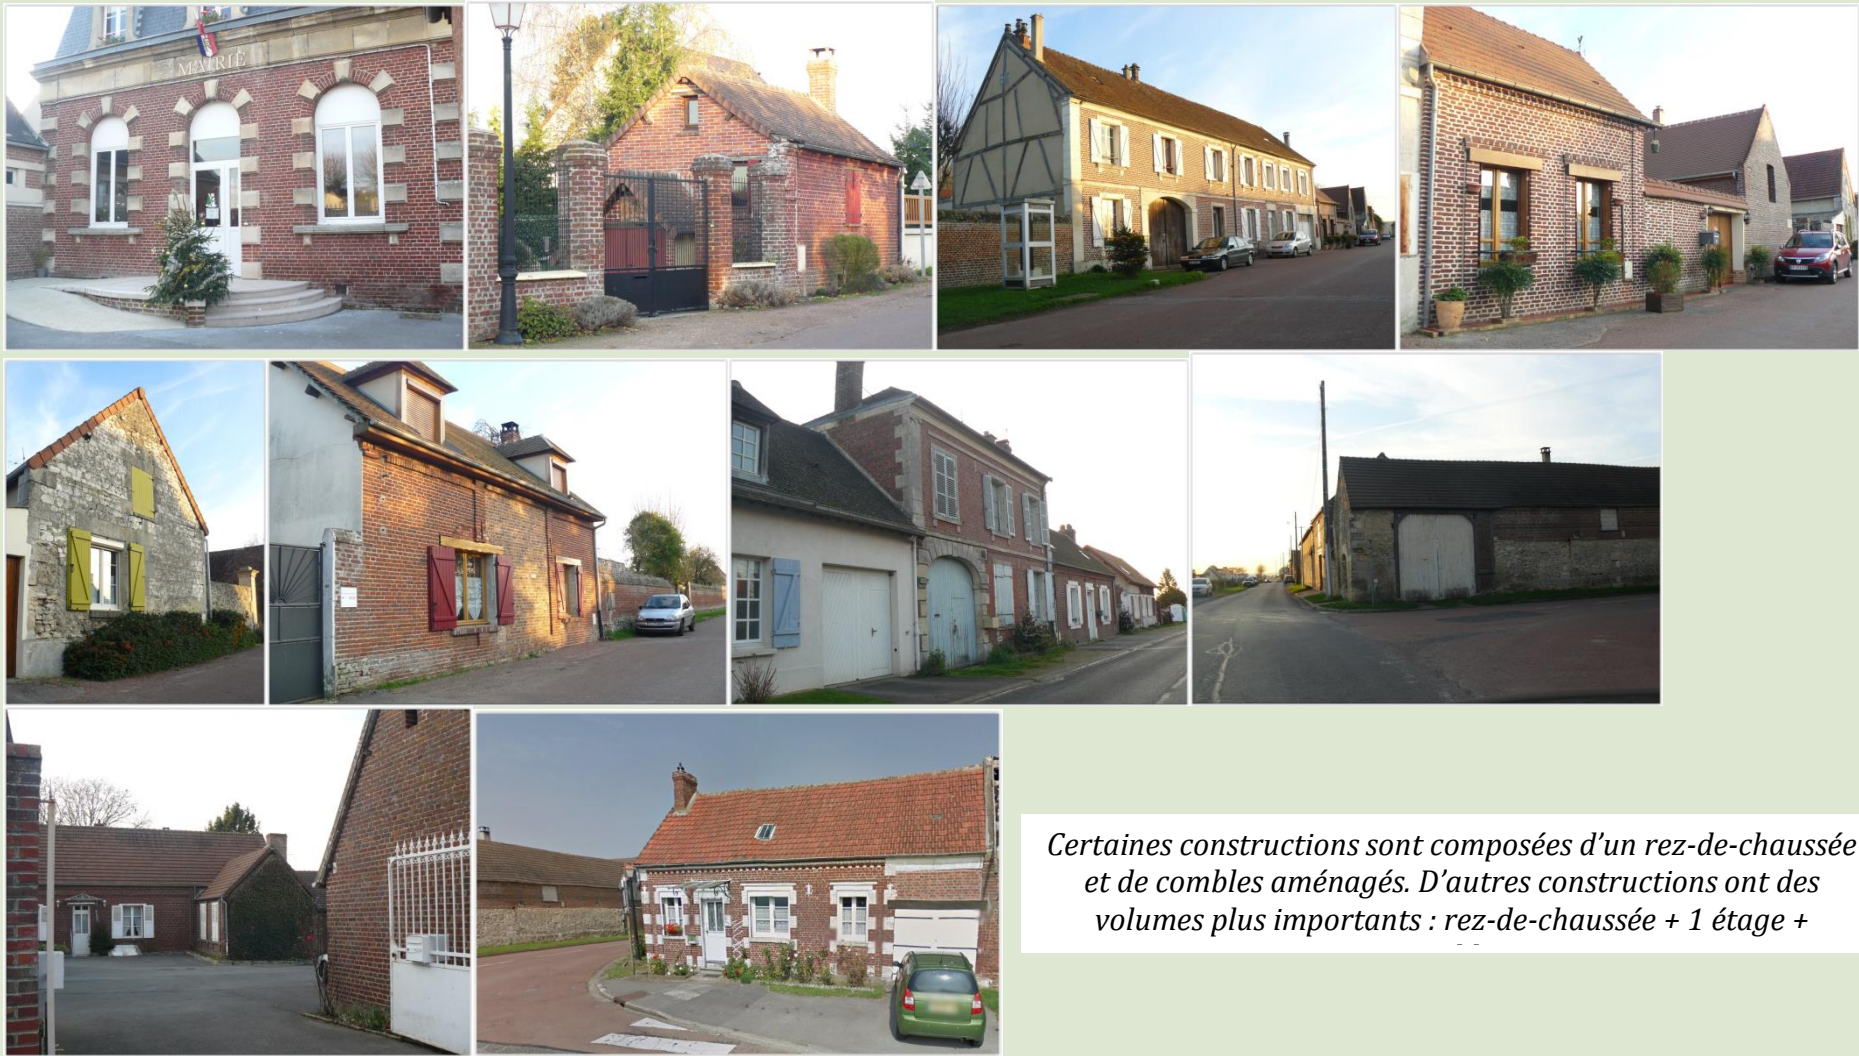 MAIRIE
Certaines constructions sont composées d’un rez-de-chaussée
et de combles aménagés. D’autres constructions ont des
volumes plus importants : rez-de-chaussée + 1 étage +